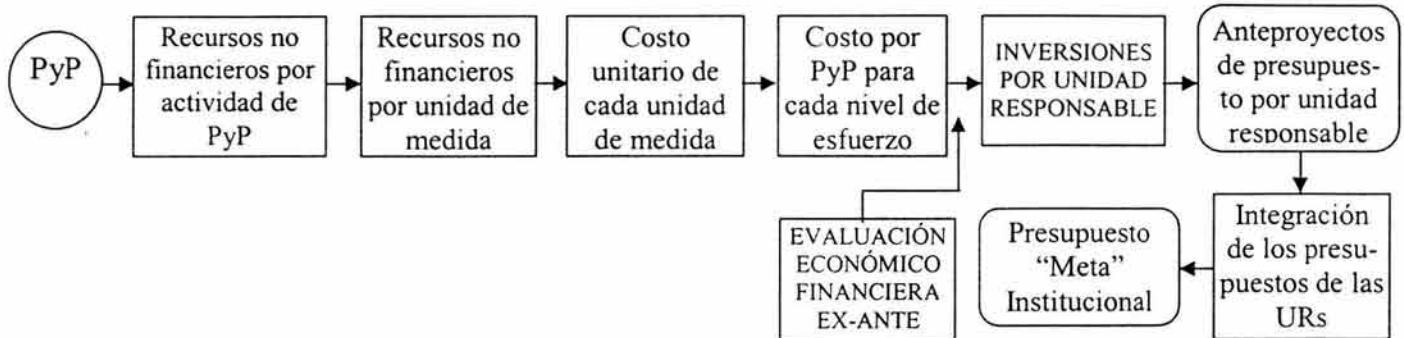 PyP
Recursos no
financieros por
actividad de
PyP
Recursos no
financieros
por unidad de
medida
Costo
unitario de
cada unidad
de medida
Costo por
PyP para
cada nivel de
esfuerzo
INVERSIONES
POR UNIDAD
RESPONSABLE
Anteproyectos
de presupues-
to por unidad
responsable
EVALUACIÓN
ECONÓMICO
FINANCIERA
EX-ANTE
Presupuesto
“Meta”
Institucional
Integración
de los presu-
puestos de las
URs